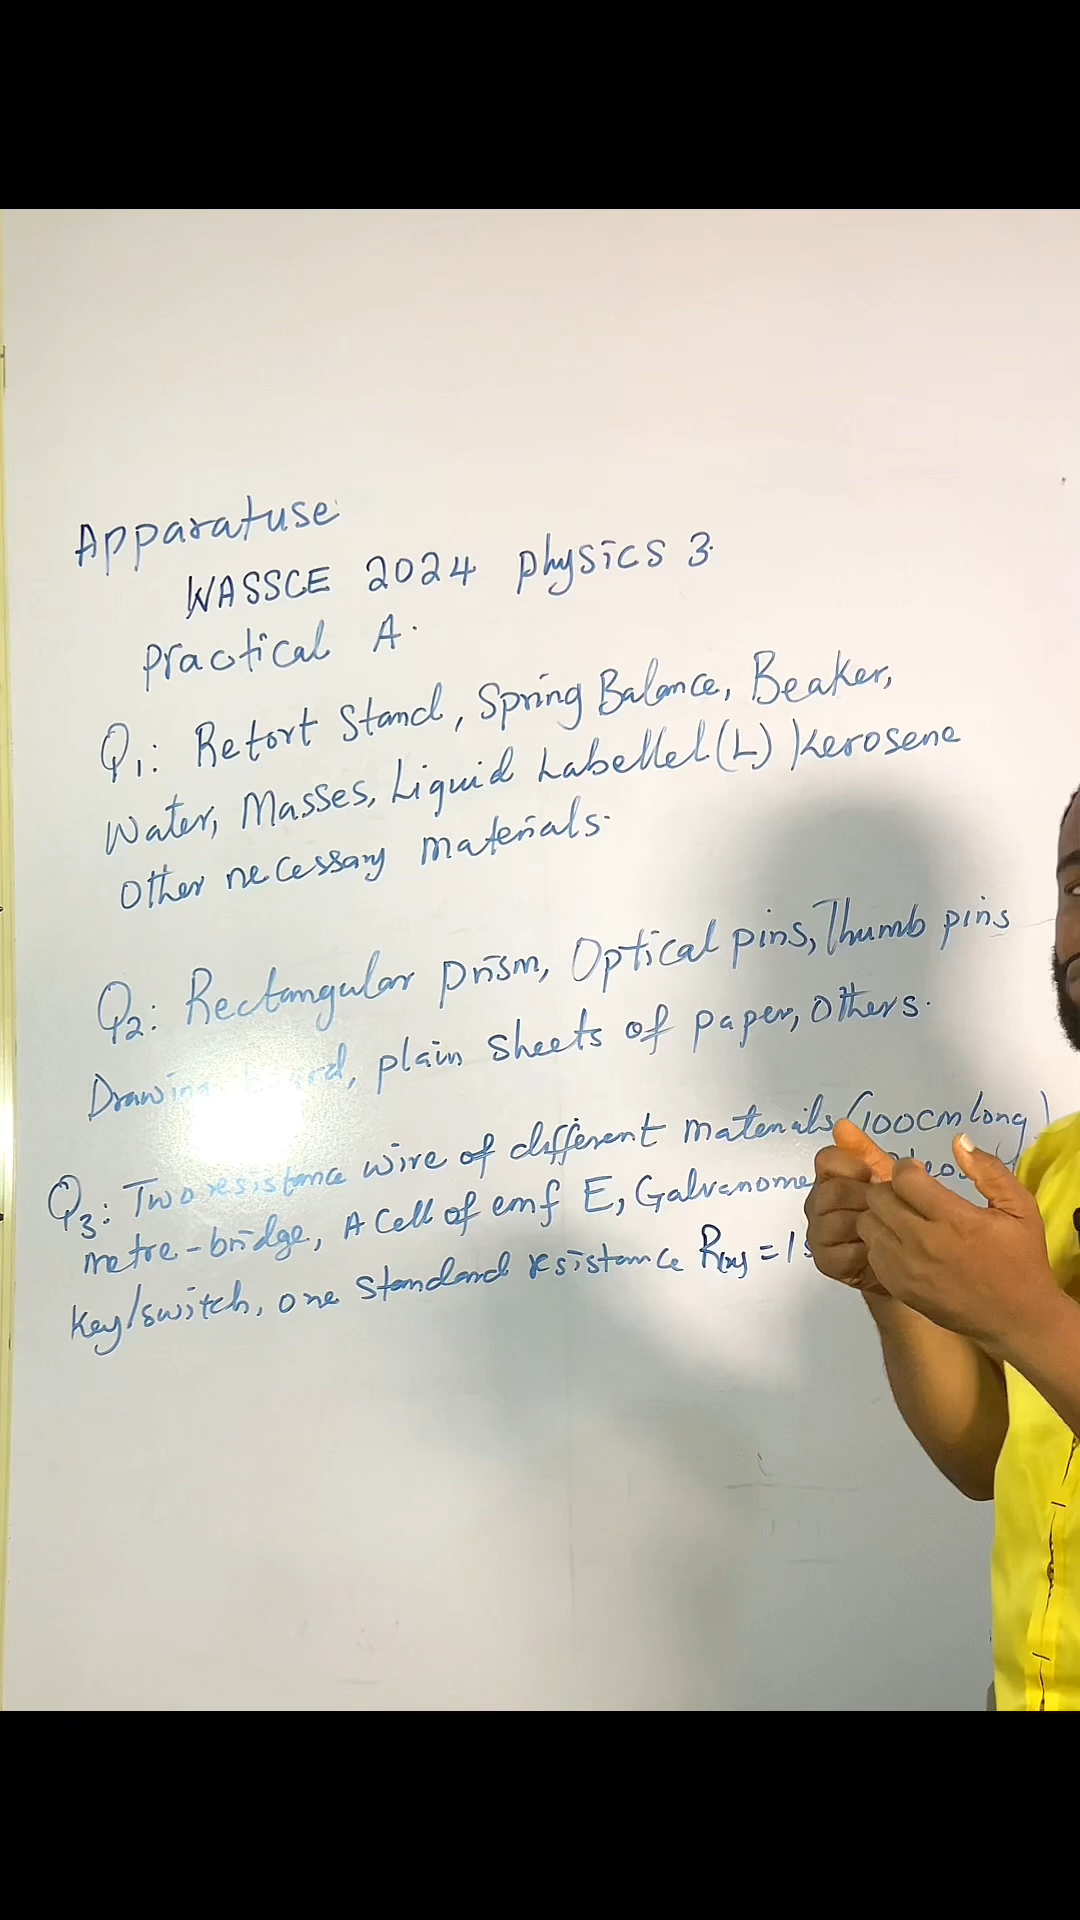 Apparatuse
WASSCE 2024 physics 3
practical A.
Q1: Retort Stand, Spring Balance, Beaker,
Water, Masses, Liquid Labelled (L) kerosene
Other necessary materials.
Q2: Rectangular prism, Optical pins, Thumb pins
Drawing board, plain sheets of paper, others.
Q3: Two resistance wire of different materials (100cm long)
metre-bridge, A Cell of emf E,
key/switch, one standard resistance